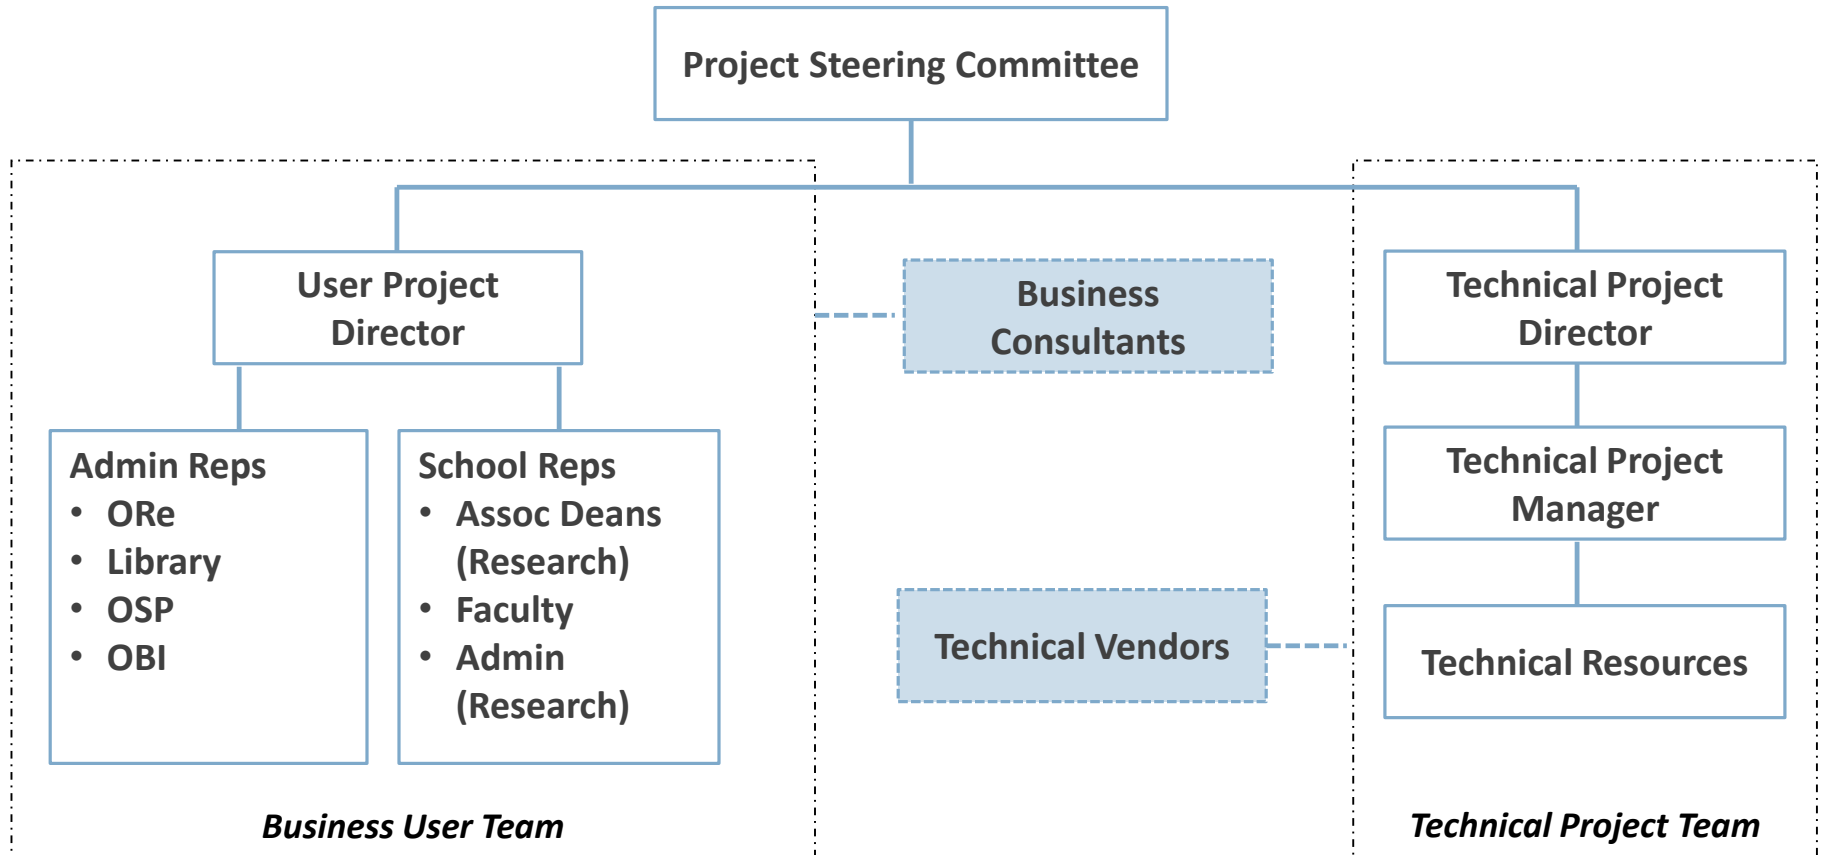 Project Steering Committee
User Project
Director
Admin Reps
• ORe
• Library
• OSP
• OBI
School Reps
• Assoc Deans
(Research)
• Faculty
• Admin
(Research)
Business User Team
Business
Consultants
Technical Vendors
Technical Project
Director
Technical Project
Manager
Technical Resources
Technical Project Team